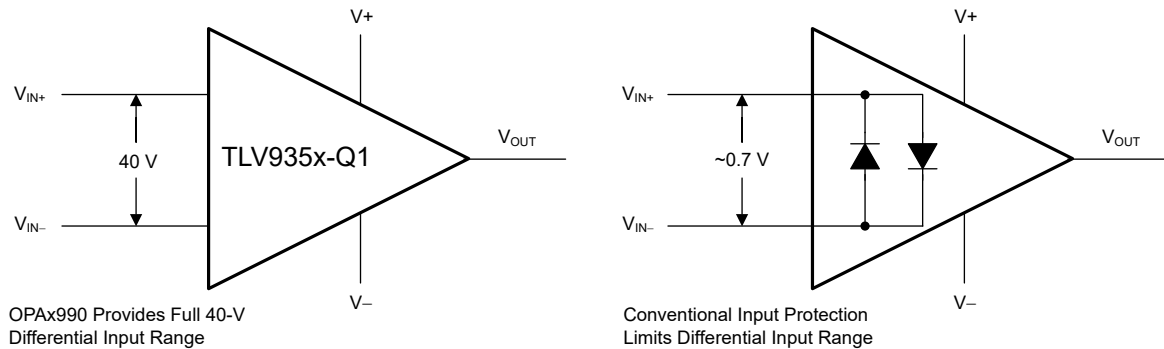 V+
VIN+
40 V
TLV935x-Q1
VOUT
VIN–
V–
OPAx990 Provides Full 40-V
Differential Input Range
V+
VIN+
~0.7 V
VOUT
VIN–
V–
Conventional Input Protection
Limits Differential Input Range